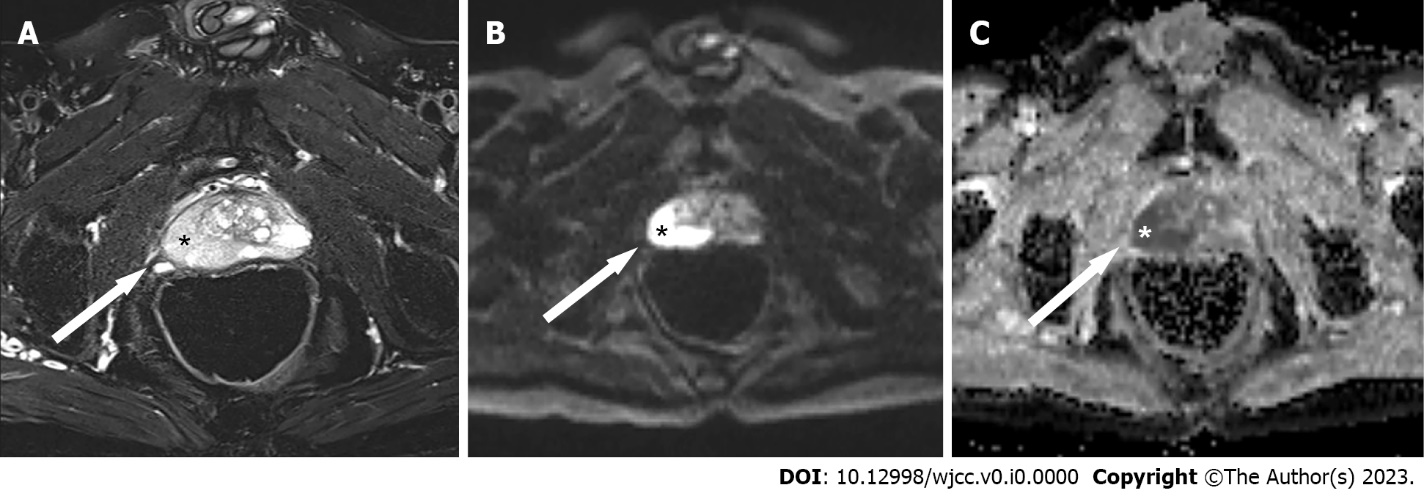 A B C
* * *
DOI: 10.12998/wjcc.v0.i0.0000 Copyright ©The Author(s) 2023.